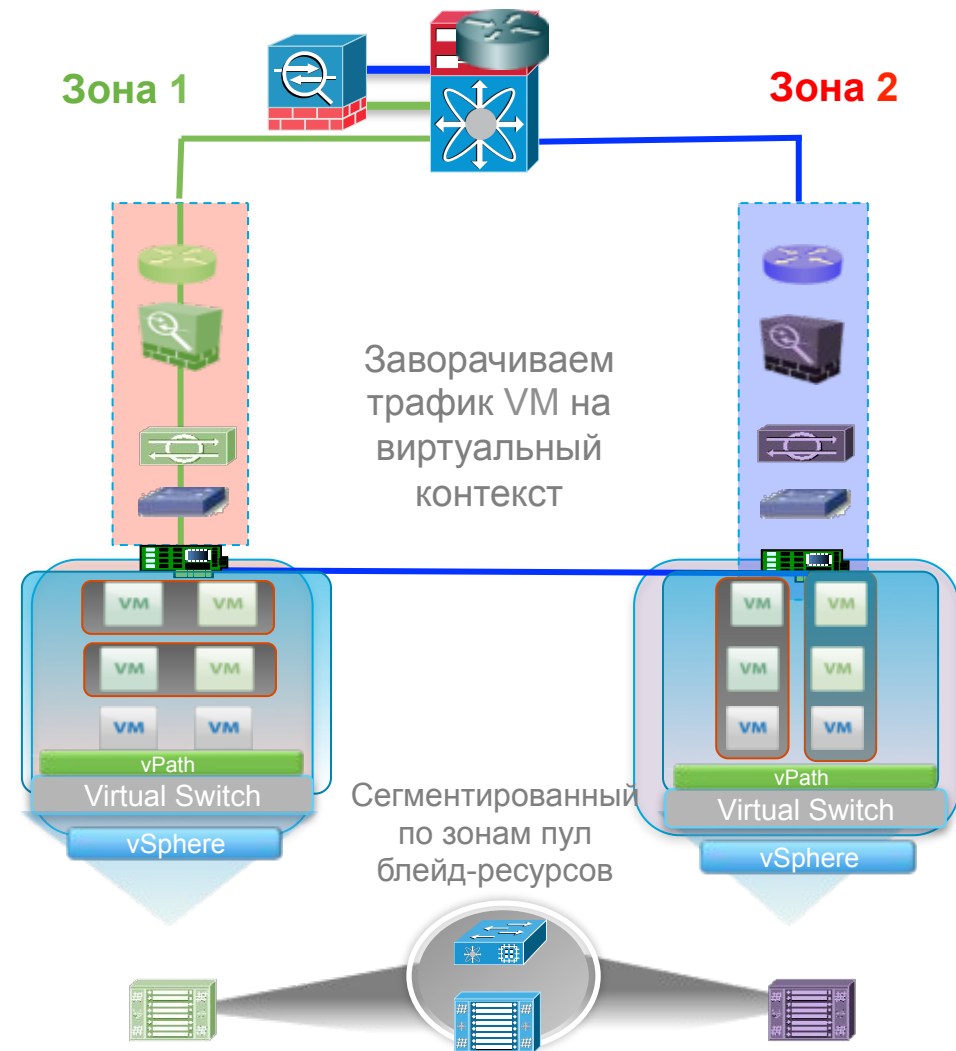 Зона 1
Зона 2
Заворачиваем
трафик VM на
виртуальный
контекст
VM VM
VM VM
VM VM
vPath
Virtual Switch
vSphere
VM VM
VM VM
VM VM
vPath
Virtual Switch
vSphere
Сегментированный
по зонам пул
блейд-ресурсов